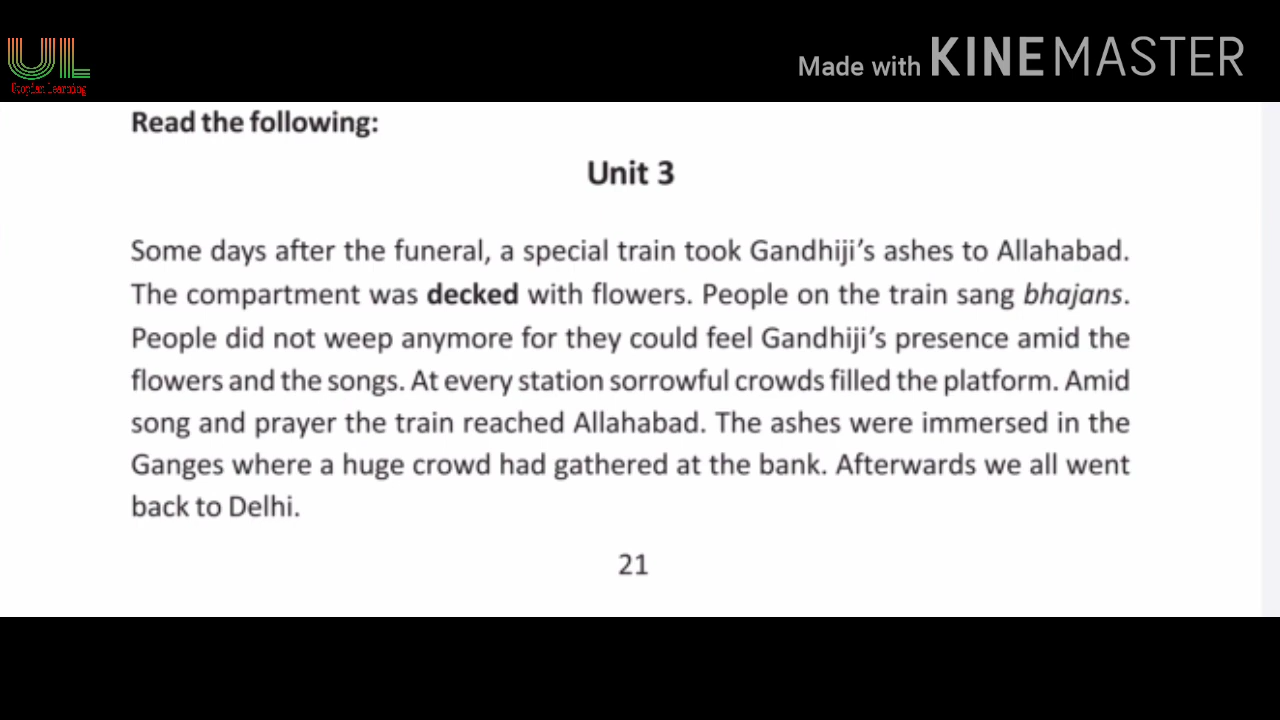 UL
Utopian Learning
Made with KINEMASTER
Read the following:
Unit 3
Some days after the funeral, a special train took Gandhiji's ashes to Allahabad.
The compartment was decked with flowers. People on the train sang bhajans.
People did not weep anymore for they could feel Gandhiji's presence amid the
flowers and the songs. At every station sorrowful crowds filled the platform. Amid
song and prayer the train reached Allahabad. The ashes were immersed in the
Ganges where a huge crowd had gathered at the bank. Afterwards we all went
back to Delhi.
21